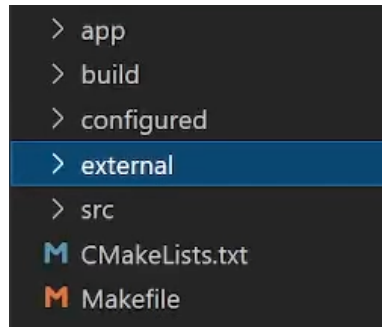 app
build
configured
external
src
CMakeLists.txt
Makefile